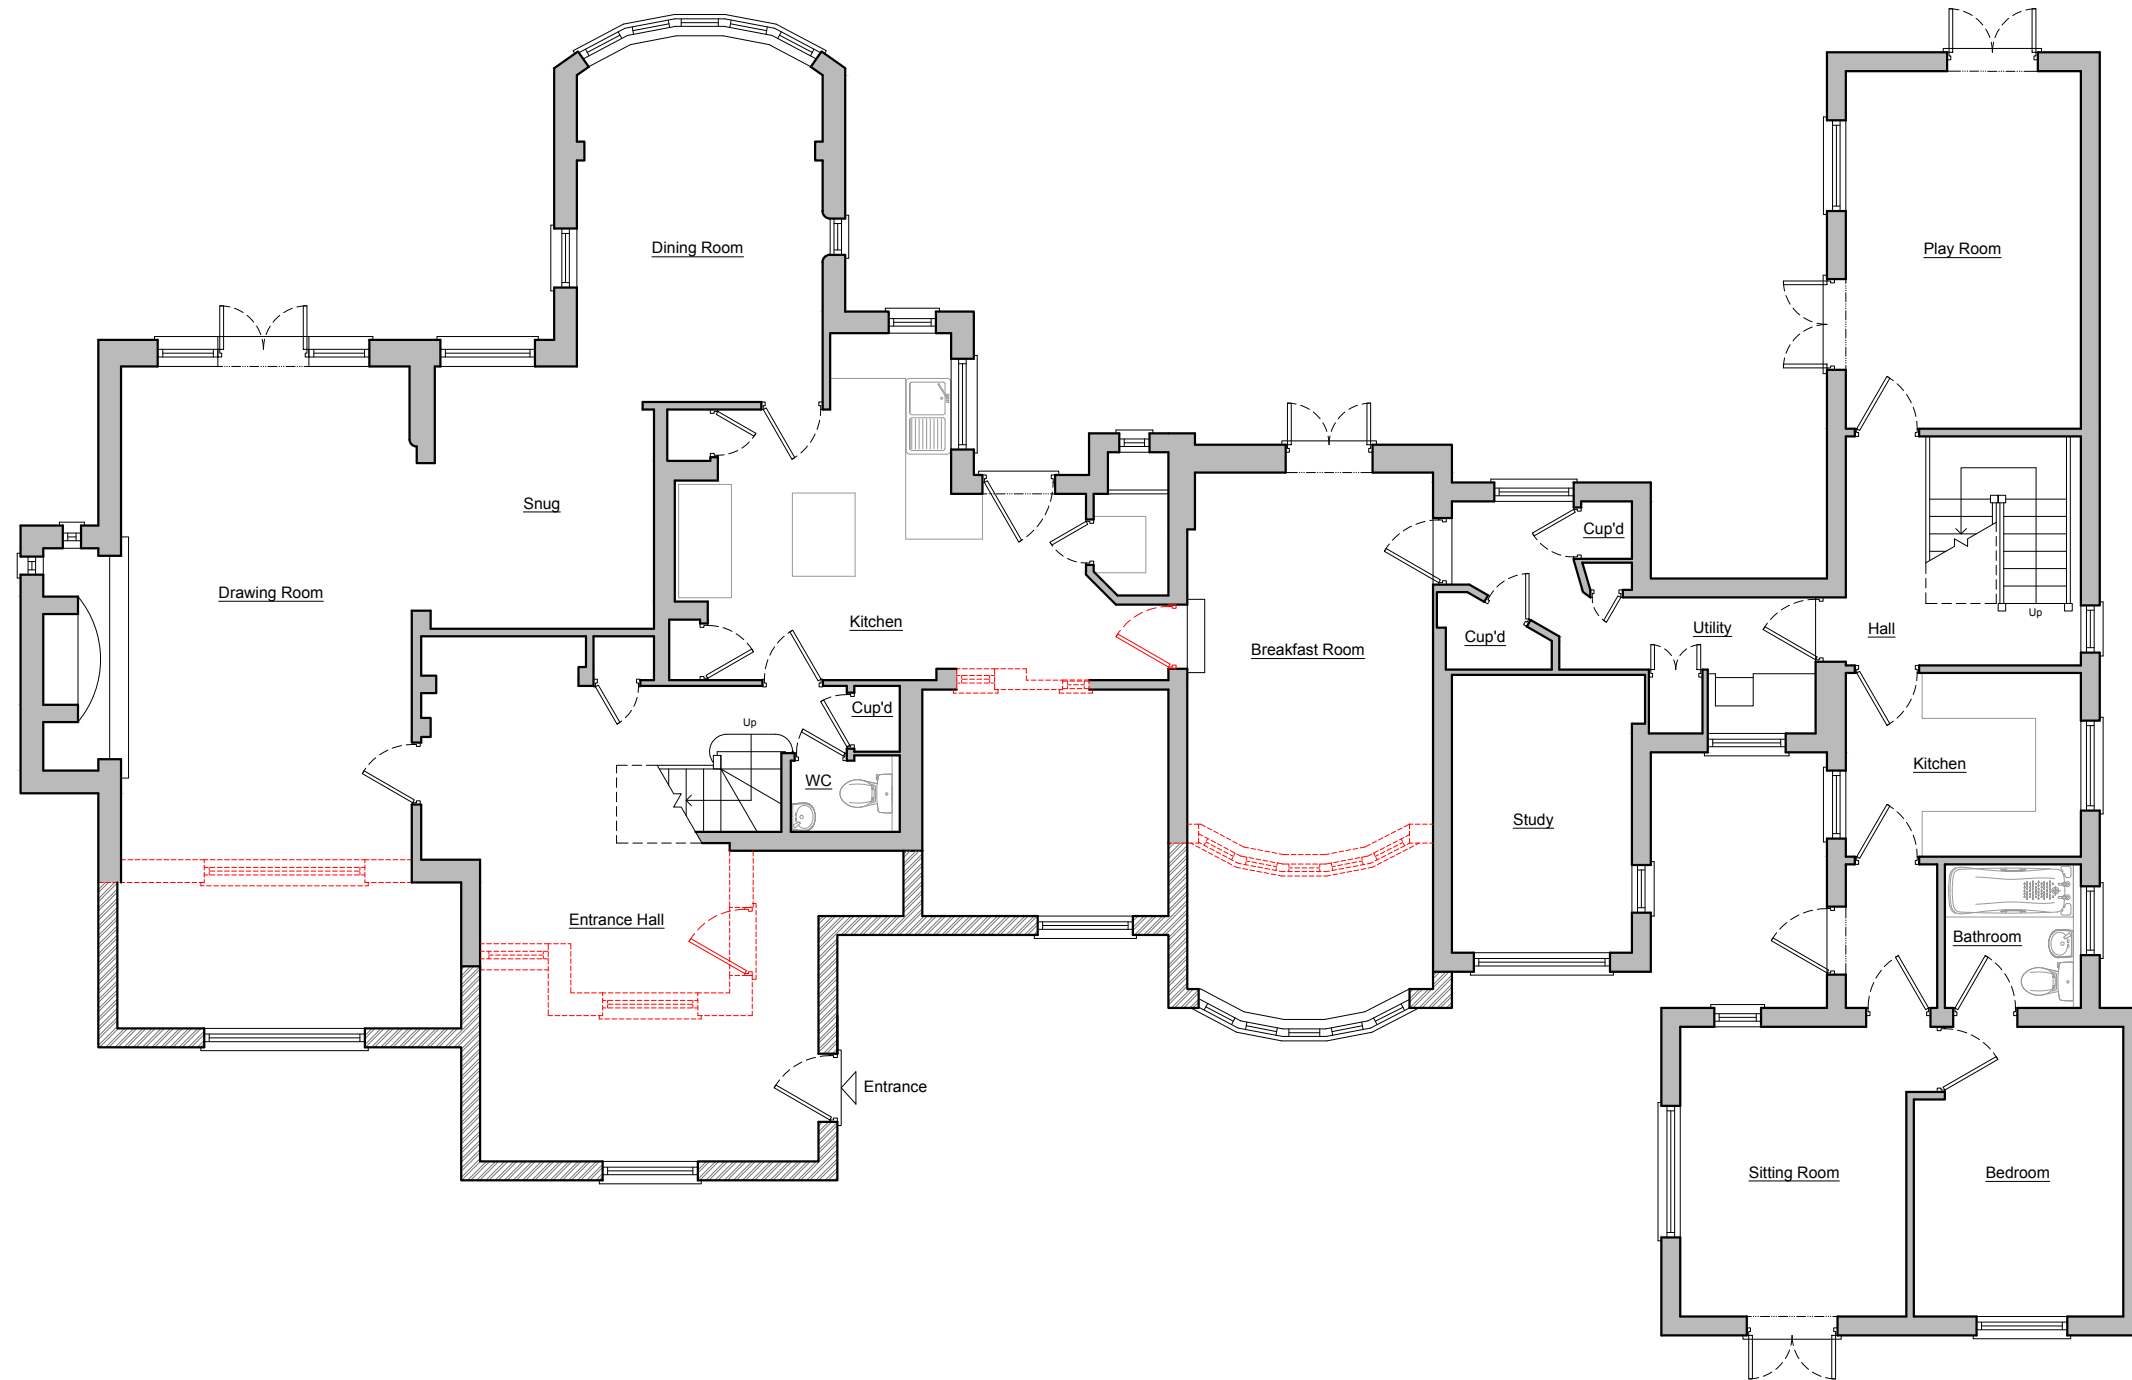 Dining Room
Play Room
Snug
Cup'd
Drawing Room
Kitchen
Breakfast Room
Cup'd
Utility
Hall
Up
Cup'd
Up
WC
Kitchen
Study
Entrance Hall
Bathroom
Entrance
Sitting Room
Bedroom